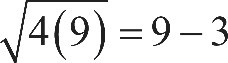 √4(9) = 9 − 3